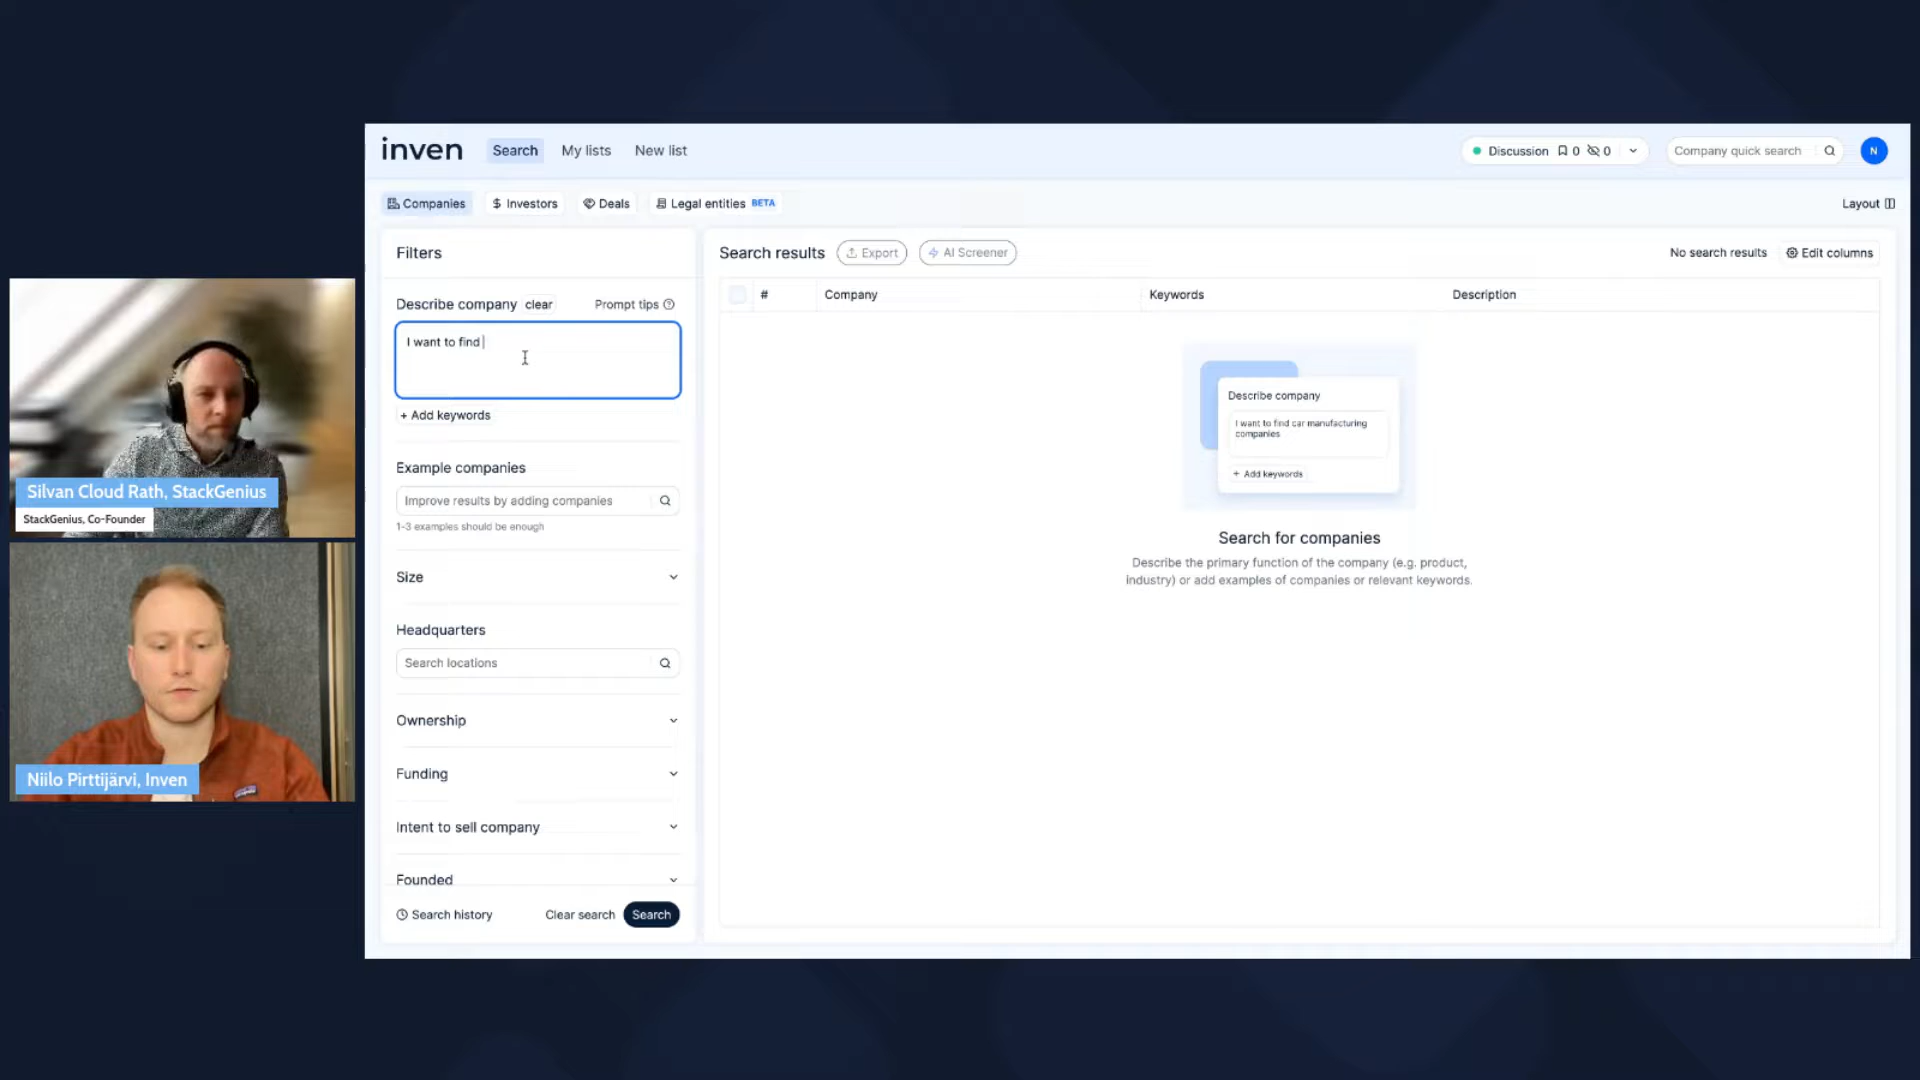 inven
Search
My lists
New list
Discussion 0 0
Company quick search
N
Companies
Investors
Deals
Legal entities BETA
Layout
Filters
Describe company clear
Prompt tips
I want to find
+ Add keywords
Example companies
Improve results by adding companies
1-3 examples should be enough
Size
Headquarters
Search locations
Ownership
Funding
Intent to sell company
Founded
Search history
Clear search
Search
Search results
Export
AI Screener
No search results
Edit columns
#
Company
Keywords
Description
Describe company
I want to find car manufacturing
companies
+ Add keywords
Search for companies
Describe the primary function of the company (e.g. product,
industry) or add examples of companies or relevant keywords.
Silvan Cloud Rath, StackGenius
StackGenius, Co-Founder
Niilo Pirttijärvi, Inven